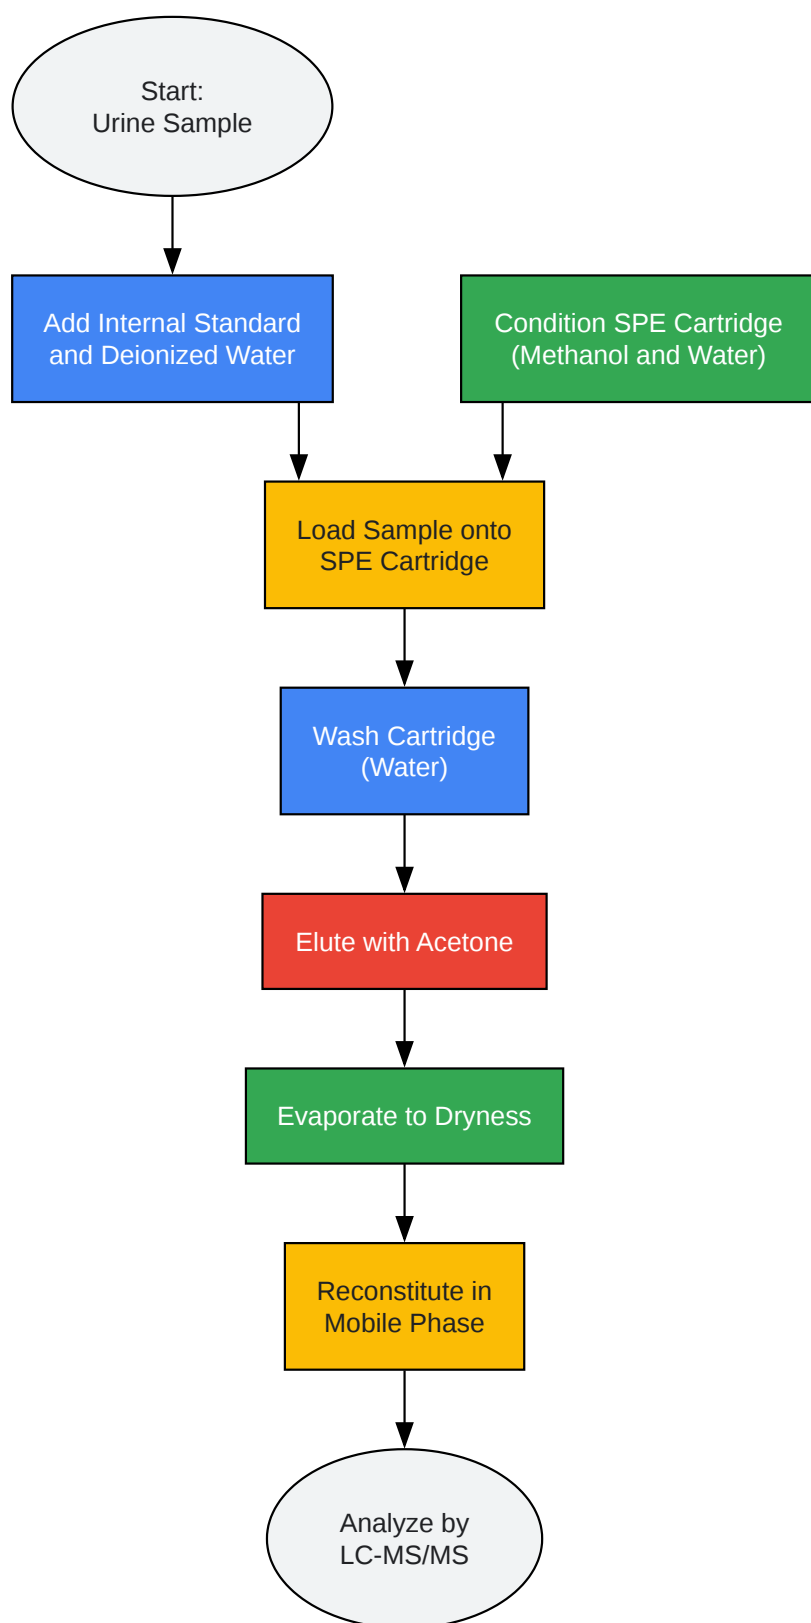 Start:
Urine Sample
Add Internal Standard
and Deionized Water
Condition SPE Cartridge
(Methanol and Water)
Load Sample onto
SPE Cartridge
Wash Cartridge
(Water)
Elute with Acetone
Evaporate to Dryness
Reconstitute in
Mobile Phase
Analyze by
LC-MS/MS